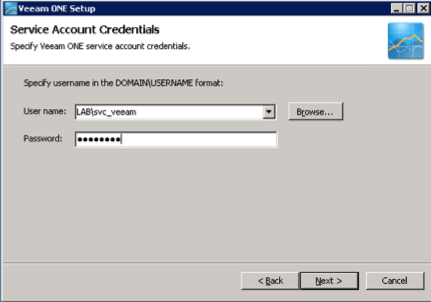 Veeam ONE Setup
Service Account Credentials
Specify Veeam ONE service account credentials.
Specify username in the DOMAIN\USERNAME format:
User name: LAB\svc_veeam Browse...
Password: ●●●●●●●●
< Back Next > Cancel